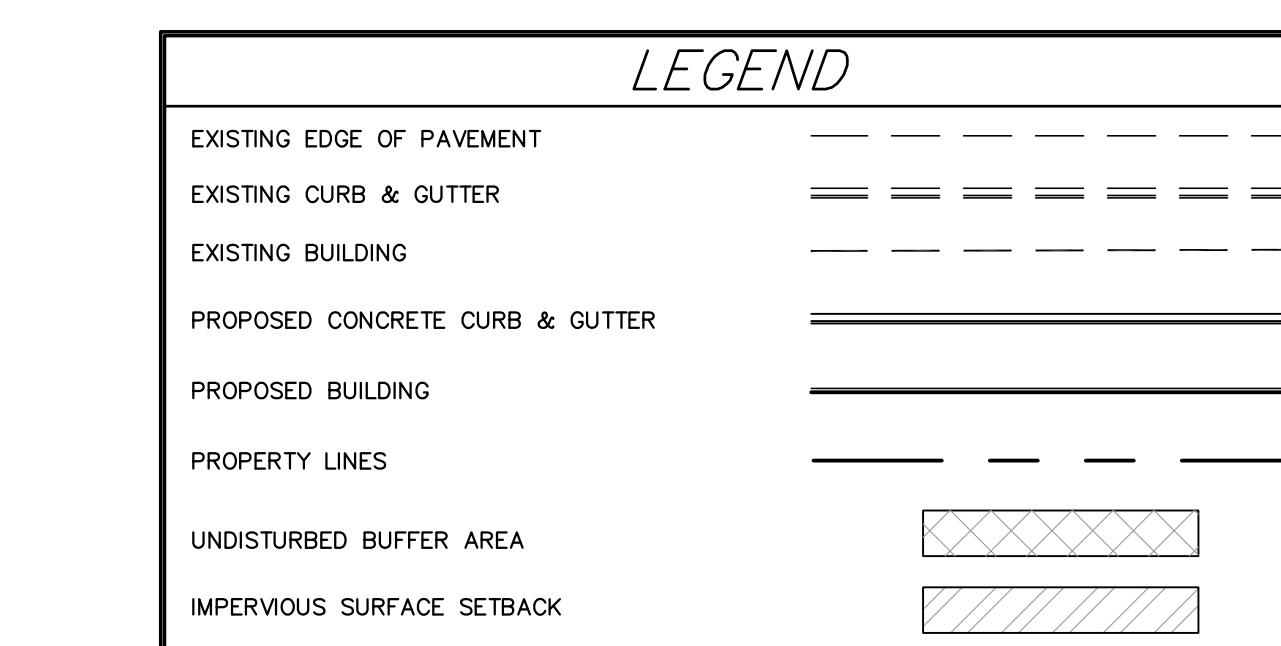 LEGEND
EXISTING EDGE OF PAVEMENT
EXISTING CURB & GUTTER
EXISTING BUILDING
PROPOSED CONCRETE CURB & GUTTER
PROPOSED BUILDING
PROPERTY LINES
UNDISTURBED BUFFER AREA
IMPERVIOUS SURFACE SETBACK